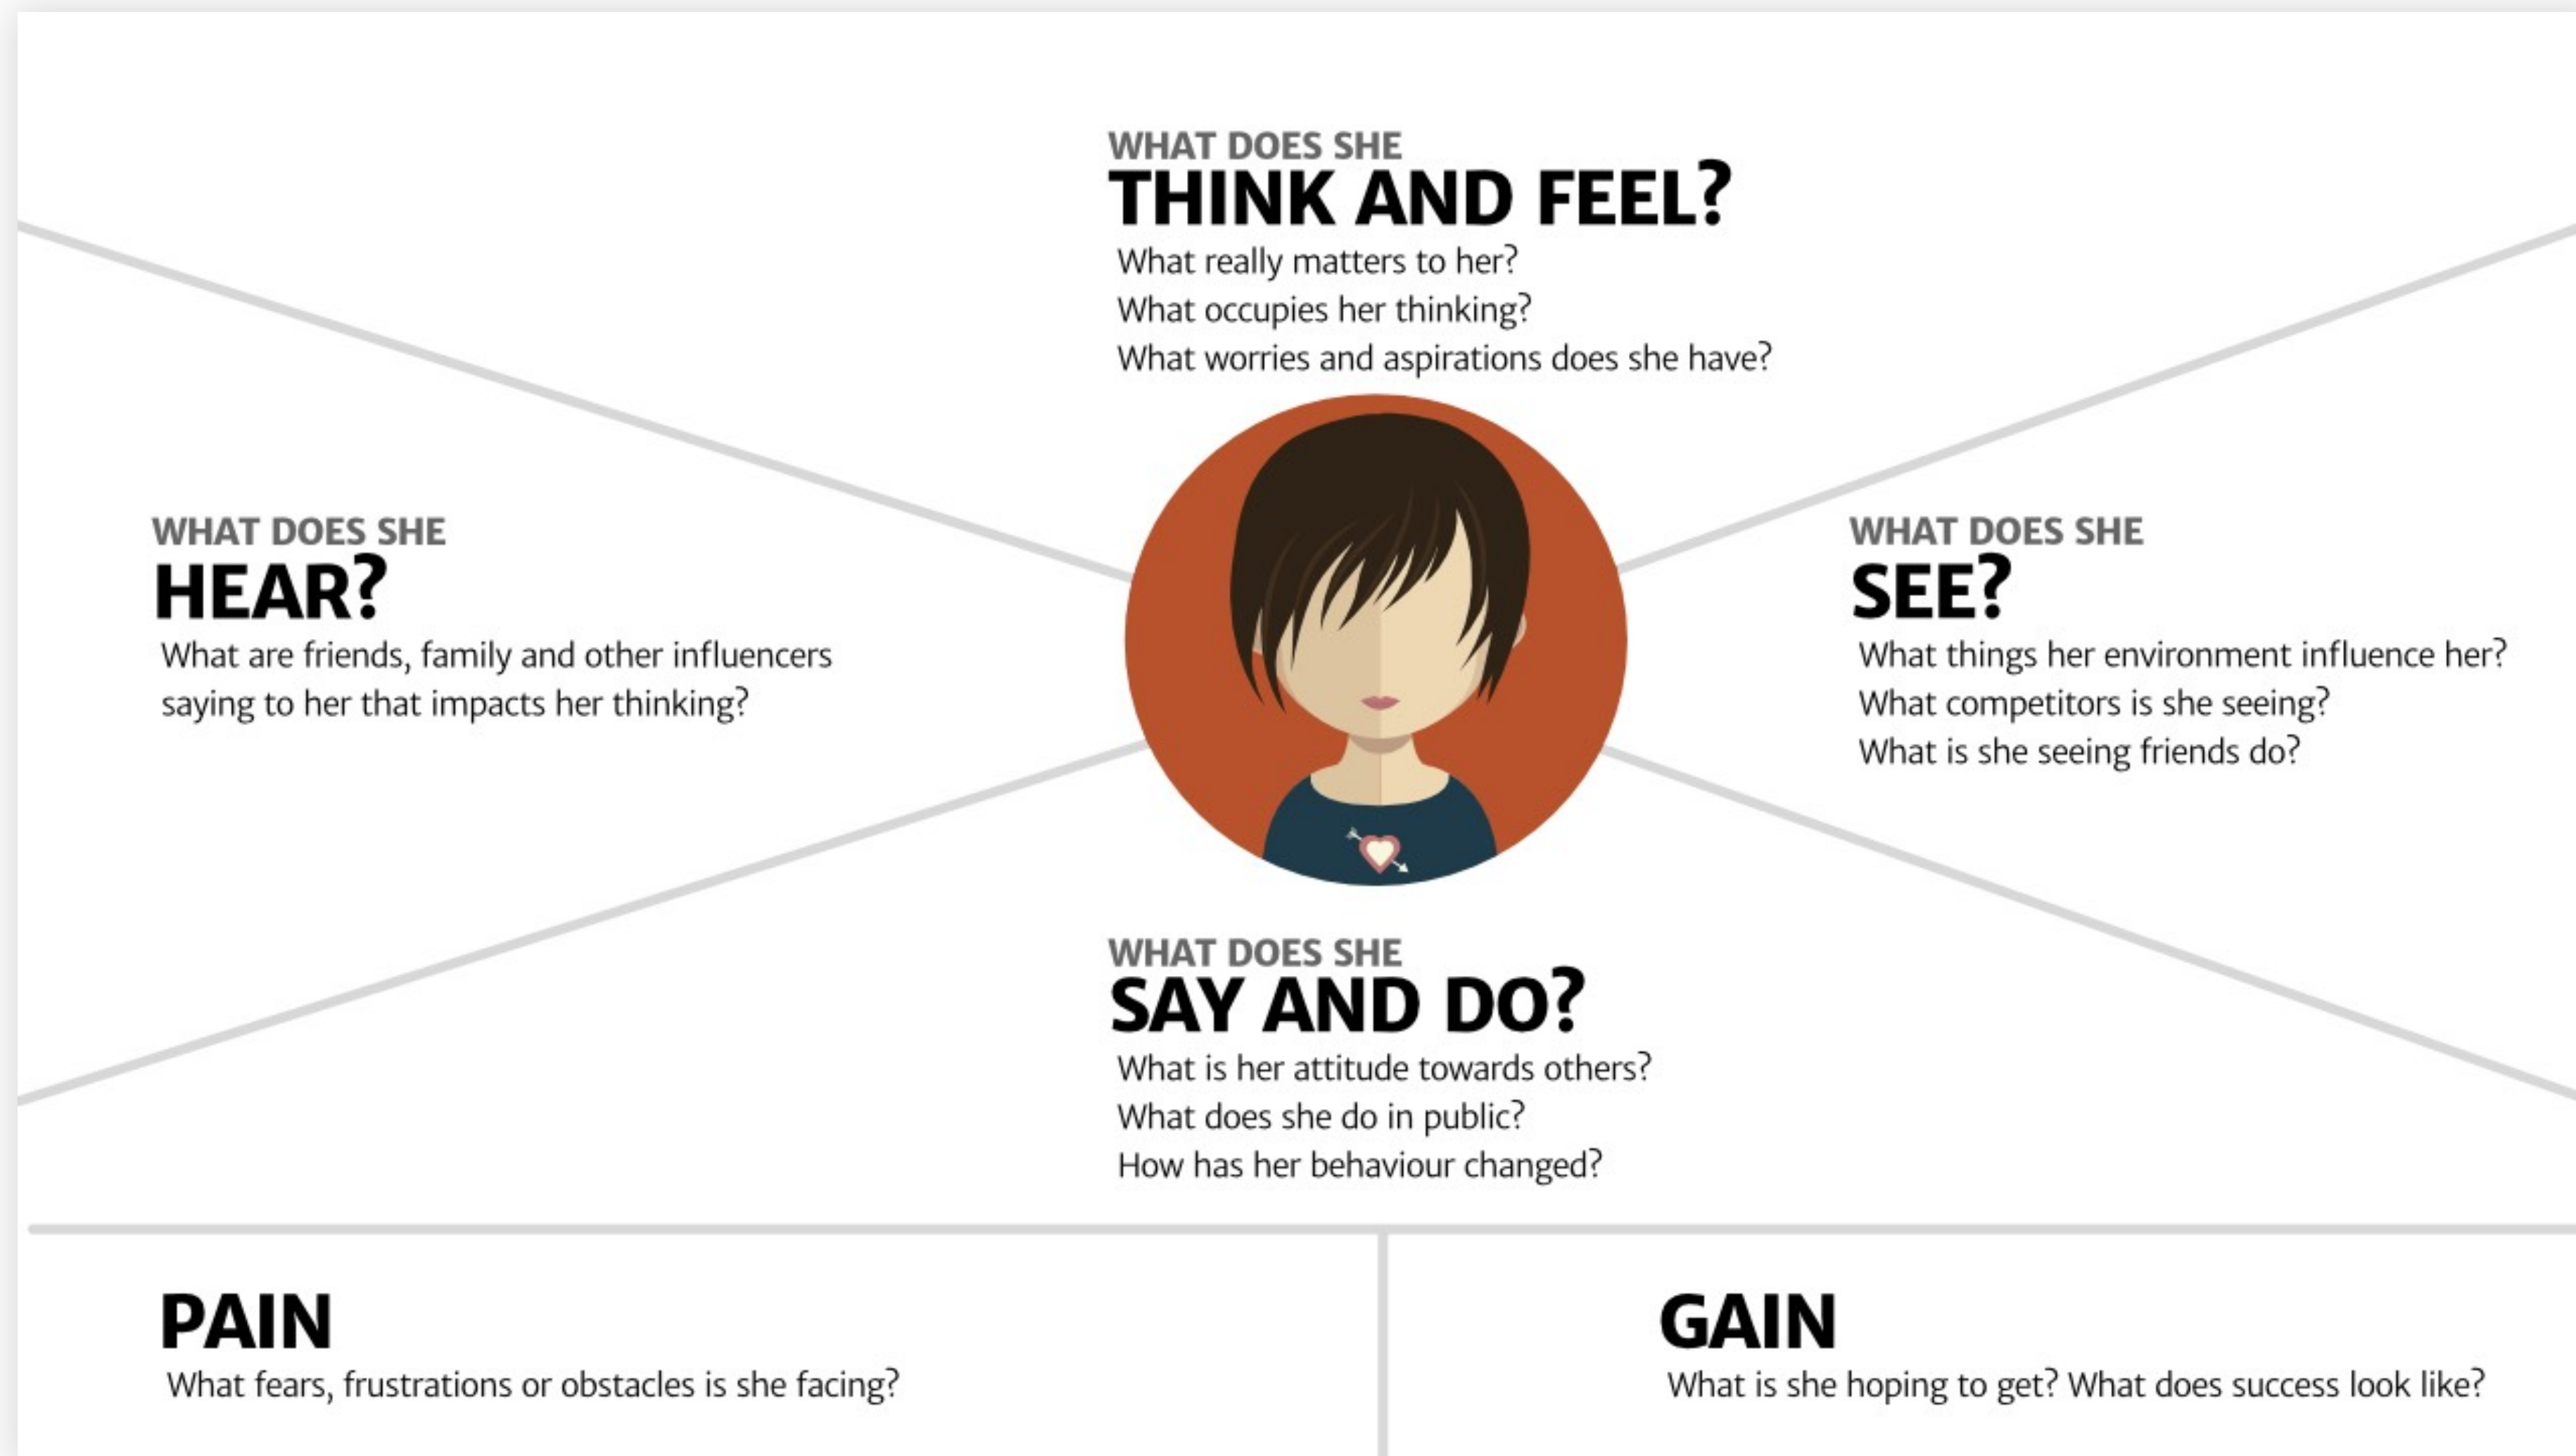 WHAT DOES SHE
THINK AND FEEL?
What really matters to her?
What occupies her thinking?
What worries and aspirations does she have?
WHAT DOES SHE
HEAR?
What are friends, family and other influencers
saying to her that impacts her thinking?
WHAT DOES SHE
SEE?
What things her environment influence her?
What competitors is she seeing?
What is she seeing friends do?
WHAT DOES SHE
SAY AND DO?
What is her attitude towards others?
What does she do in public?
How has her behaviour changed?
PAIN
What fears, frustrations or obstacles is she facing?
GAIN
What is she hoping to get? What does success look like?